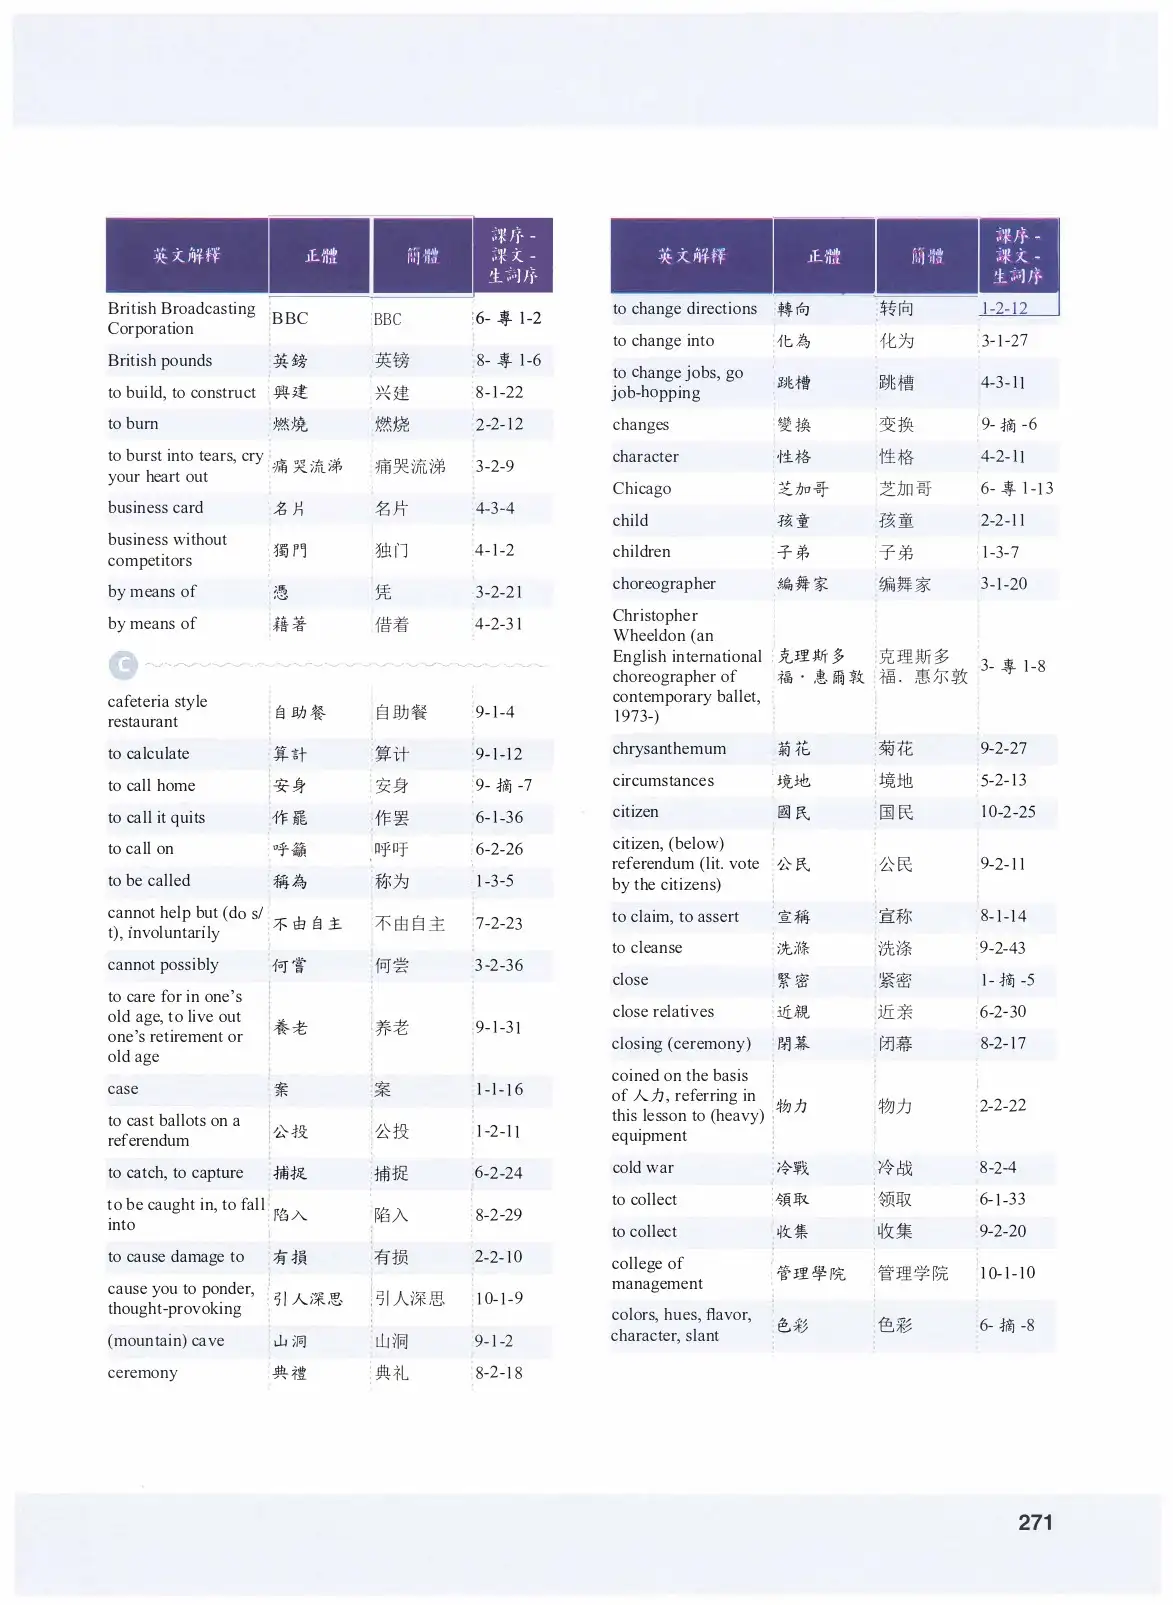 英文解釋 正體 簡體 課序-課文-生詞序
British Broadcasting Corporation BBC BBC 6- 專 1-2
British pounds 英鎊 英镑 8- 專 1-6
to build, to construct 興建 兴建 8-1-22
to burn 燃燒 燃烧 2-2-12
to burst into tears, cry your heart out 痛哭流涕 痛哭流涕 3-2-9
business card 名片 名片 4-3-4
business without competitors 獨門 独门 4-1-2
by means of 憑 凭 3-2-21
by means of 藉著 借着 4-2-31
C
cafeteria style restaurant 自助餐 自助餐 9-1-4
to calculate 算計 算计 9-1-12
to call home 安身 安身 9- 摘 -7
to call it quits 作罷 作罢 6-1-36
to call on 呼籲 呼吁 6-2-26
to be called 稱為 称为 1-3-5
cannot help but (do s/t), involuntarily 不由自主 不由自主 7-2-23
cannot possibly 何嘗 何尝 3-2-36
to care for in one's old age, to live out one's retirement or old age 養老 养老 9-1-31
case 案 案 1-1-16
to cast ballots on a referendum 公投 公投 1-2-11
to catch, to capture 捕捉 捕捉 6-2-24
to be caught in, to fall into 陷入 陷入 8-2-29
to cause damage to 有損 有损 2-2-10
cause you to ponder, thought-provoking 引人深思 引人深思 10-1-9
(mountain) cave 山洞 山洞 9-1-2
ceremony 典禮 典礼 8-2-18
英文解釋 正體 簡體 課序-課文-生詞序
to change directions 轉向 转向 1-2-12
to change into 化為 化为 3-1-27
to change jobs, go job-hopping 跳槽 跳槽 4-3-11
changes 變換 变换 9- 摘 -6
character 性格 性格 4-2-11
Chicago 芝加哥 芝加哥 6- 專 1-13
child 孩童 孩童 2-2-11
children 子弟 子弟 1-3-7
choreographer 編舞家 编舞家 3-1-20
Christopher Wheeldon (an English international choreographer of contemporary ballet, 1973-) 克理斯多福·惠爾敦 克理斯多福．惠尔敦 3- 專 1-8
chrysanthemum 菊花 菊花 9-2-27
circumstances 境地 境地 5-2-13
citizen 國民 国民 10-2-25
citizen, (below) referendum (lit. vote by the citizens) 公民 公民 9-2-11
to claim, to assert 宣稱 宣称 8-1-14
to cleanse 洗滌 洗涤 9-2-43
close 緊密 紧密 1- 摘 -5
close relatives 近親 近亲 6-2-30
closing (ceremony) 閉幕 闭幕 8-2-17
coined on the basis of 人力, referring in this lesson to (heavy) equipment 物力 物力 2-2-22
cold war 冷戰 冷战 8-2-4
to collect 領取 领取 6-1-33
to collect 收集 收集 9-2-20
college of management 管理學院 管理学院 10-1-10
colors, hues, flavor, character, slant 色彩 色彩 6- 摘 -8
271